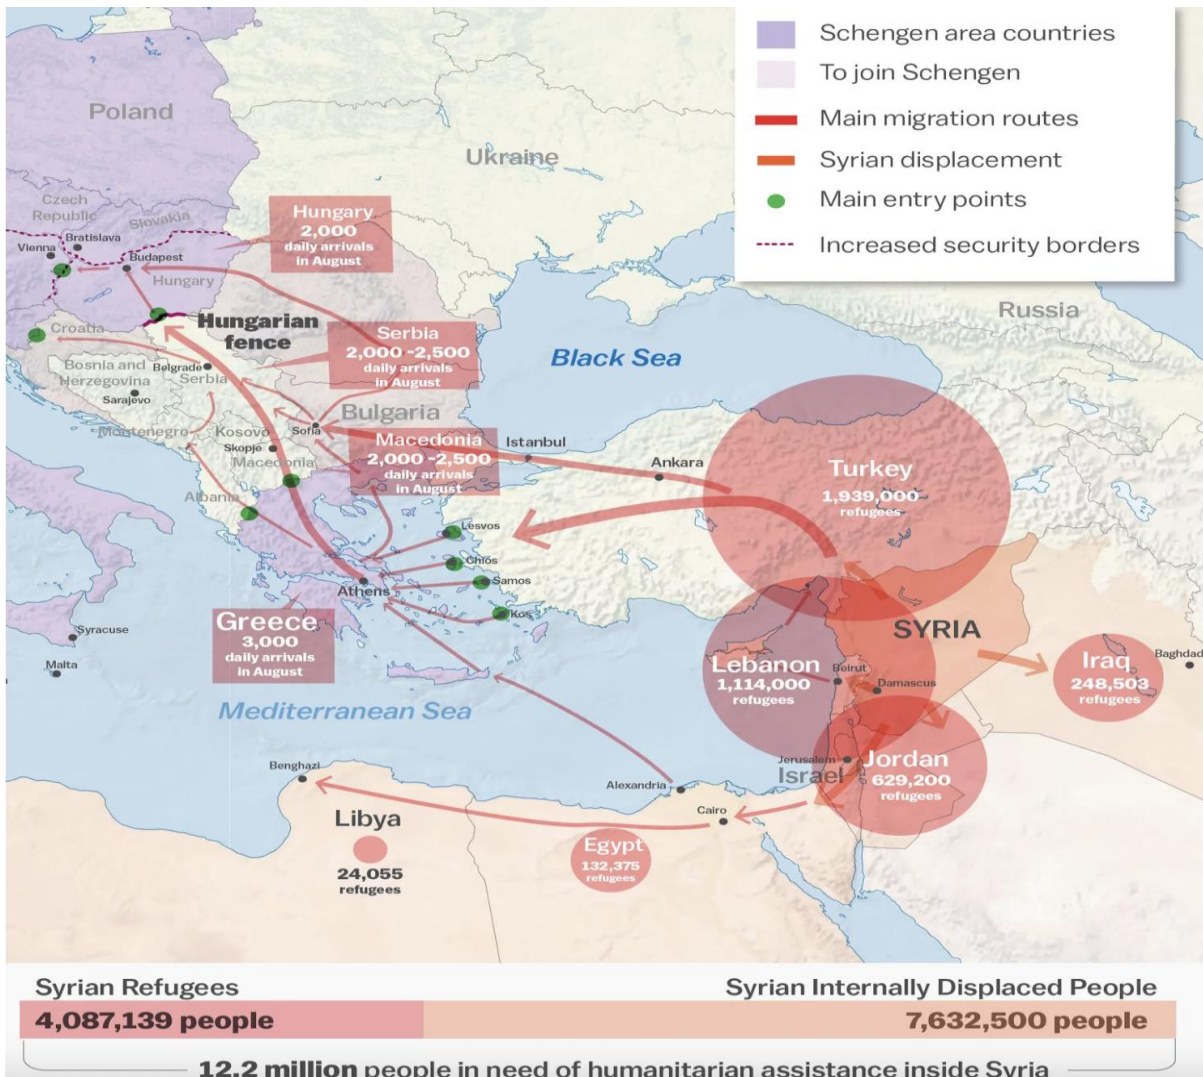 Schengen area countries
To join Schengen
Main migration routes
Syrian displacement
Main entry points
Increased security borders
Poland
Ukraine
Russia
Czech
Republic
Slovakia
Vienna
Bratislava
Budapest
Hungary
Hungary
2,000
daily arrivals
in August
Croatia
Hungarian
fence
Serbia
2,000 -2,500
daily arrivals
in August
Black Sea
Bosnia and
Herzegovina
Belgrade
Serbia
Sarajevo
Bulgaria
Montenegro
Kosovo
Sofia
Skopje
Macedonia
Macedonia
2,000 -2,500
daily arrivals
in August
Istanbul
Ankara
Turkey
1,939,000
refugees
Albania
Lesvos
Chios
Samos
Athens
Kos
Greece
3,000
daily arrivals
in August
Syracuse
Malta
SYRIA
Lebanon
1,114,000
refugees
Beirut
Damascus
Iraq
248,503
refugees
Baghdad
Mediterranean Sea
Jerusalem
Israel
Jordan
629,200
refugees
Benghazi
Alexandria
Cairo
Libya
24,055
refugees
Egypt
132,375
refugees
Syrian Refugees
4,087,139 people
Syrian Internally Displaced People
7,632,500 people
12.2 million people in need of humanitarian assistance inside Syria